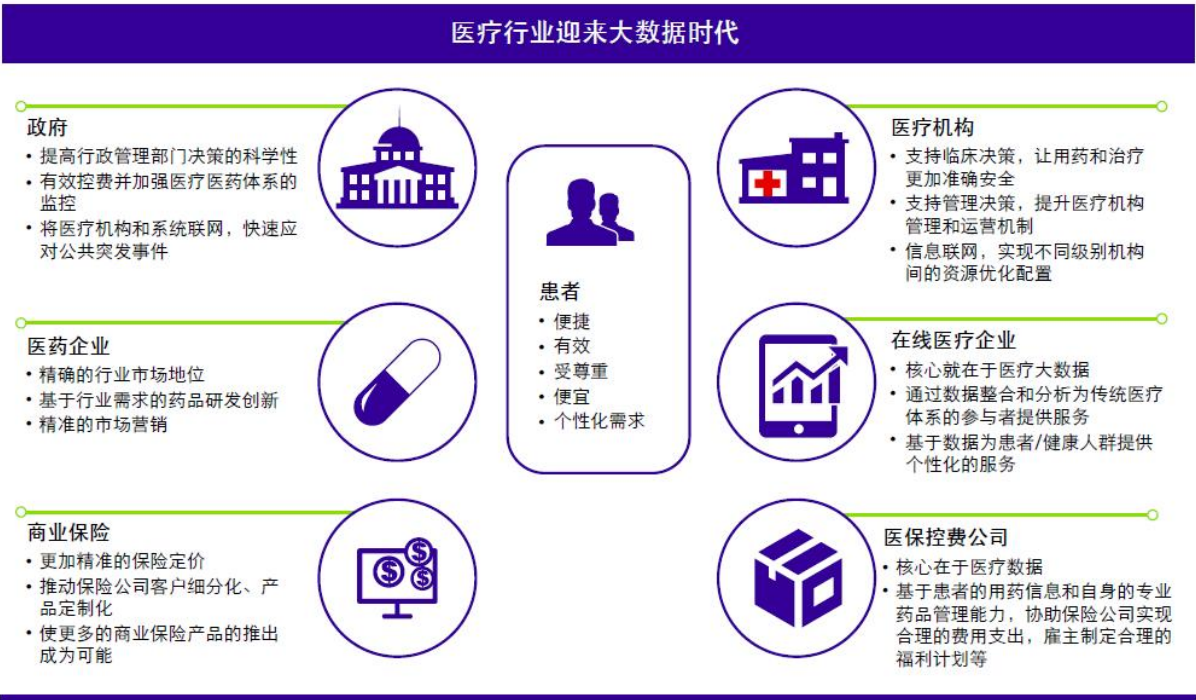 医疗行业迎来大数据时代
政府
• 提高行政管理部门决策的科学性
• 有效控费并加强医疗医药体系的
监控
• 将医疗机构和系统联网，快速应
对公共突发事件
医药企业
• 精确的行业市场地位
• 基于行业需求的药品研发创新
• 精准的市场营销
商业保险
• 更加精准的保险定价
• 推动保险公司客户细分化、产
品定制化
• 使更多的商业保险产品的推出
成为可能
患者
• 便捷
• 有效
• 受尊重
• 便宜
• 个性化需求
医疗机构
• 支持临床决策，让用药和治疗
更加准确安全
• 支持管理决策，提升医疗机构
管理和运营机制
• 信息联网，实现不同级别机构
间的资源优化配置
在线医疗企业
• 核心就在于医疗大数据
• 通过数据整合和分析为传统医疗
体系的参与者提供服务
• 基于数据为患者/健康人群提供
个性化的服务
医保控费公司
• 核心在于医疗数据
• 基于患者的用药信息和自身的专业
药品管理能力，协助保险公司实现
合理的费用支出，雇主制定合理的
福利计划等
$
$
$